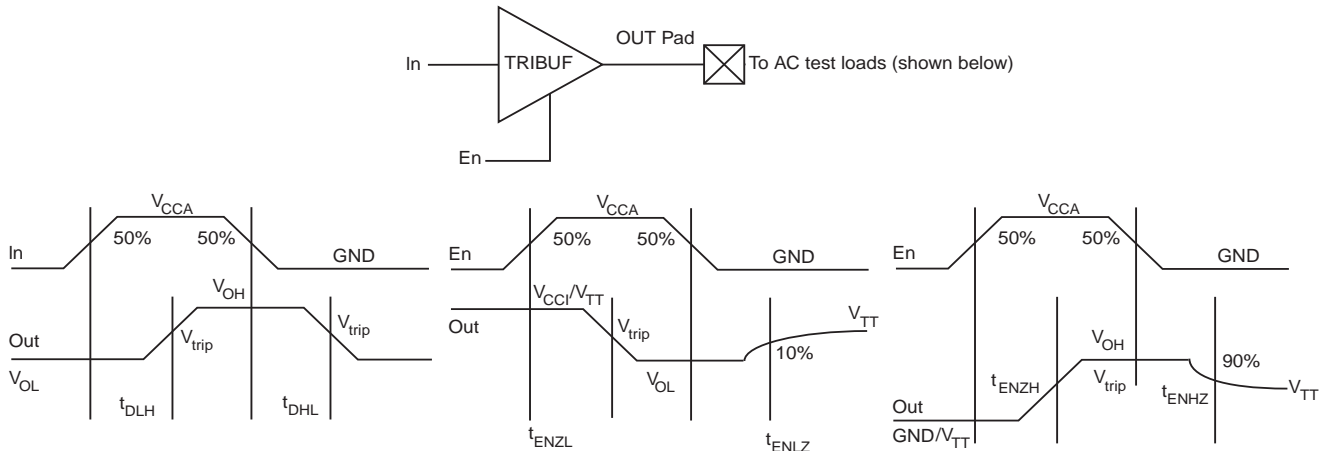 OUT Pad
In
TRIBUF
To AC test loads (shown below)
En
VCCA
In
50%
50%
GND
VOH
Out
Vtrip
Vtrip
VOL
tDLH
tDHL
VCCA
En
50%
50%
GND
VCCI/VTT
Out
Vtrip
VTT
10%
VOL
tENZL
tENLZ
VCCA
En
50%
50%
GND
VOH
90%
tENZH
Vtrip
tENHZ
VTT
Out
GND/VTT